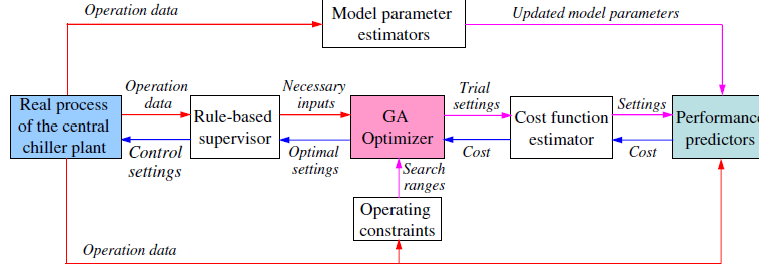 Operation data
Model parameter
estimators
Updated model parameters
Real process
of the central
chiller plant
Operation
data
Control
settings
Rule-based
supervisor
Necessary
inputs
Optimal
settings
GA
Optimizer
Trial
settings
Cost
Search
ranges
Cost function
estimator
Settings
Cost
Performance
predictors
Operating
constraints
Operation data